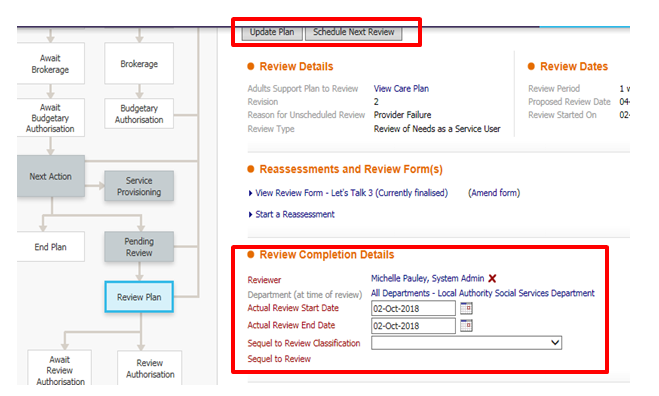 Update Plan
Schedule Next Review
Await
Brokerage
Brokerage
Await
Budgetary
Authorisation
Budgetary
Authorisation
Next Action
Service
Provisioning
End Plan
Pending
Review
Review Plan
Await
Review
Authorisation
Review
Authorisation
Review Details
Adults Support Plan to Review View Care Plan
Revision 2
Reason for Unscheduled Review Provider Failure
Review Type Review of Needs as a Service User
Review Dates
Review Period 1 w
Proposed Review Date 04-
Review Started On 02-
Reassessments and Review Form(s)
View Review Form - Let's Talk 3 (Currently finalised) (Amend form)
Start a Reassessment
Review Completion Details
Reviewer Michelle Pauley, System Admin
Department (at time of review) All Departments - Local Authority Social Services Department
Actual Review Start Date 02-Oct-2018
Actual Review End Date 02-Oct-2018
Sequel to Review Classification
Sequel to Review